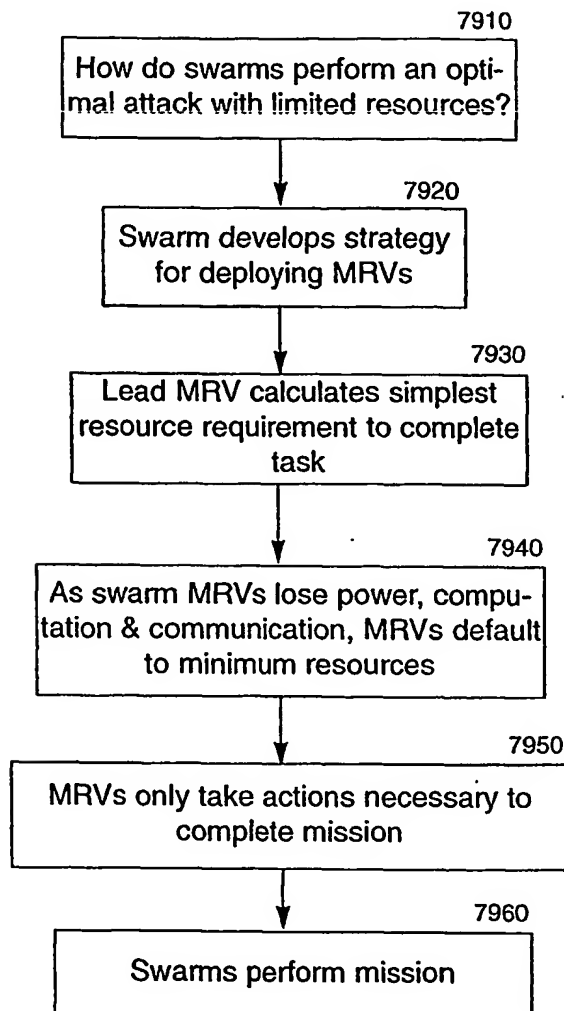 7910
How do swarms perform an opti-
mal attack with limited resources?
7920
Swarm develops strategy
for deploying MRVs
7930
Lead MRV calculates simplest
resource requirement to complete
task
7940
As swarm MRVs lose power, compu-
tation & communication, MRVs default
to minimum resources
7950
MRVs only take actions necessary to
complete mission
7960
Swarms perform mission